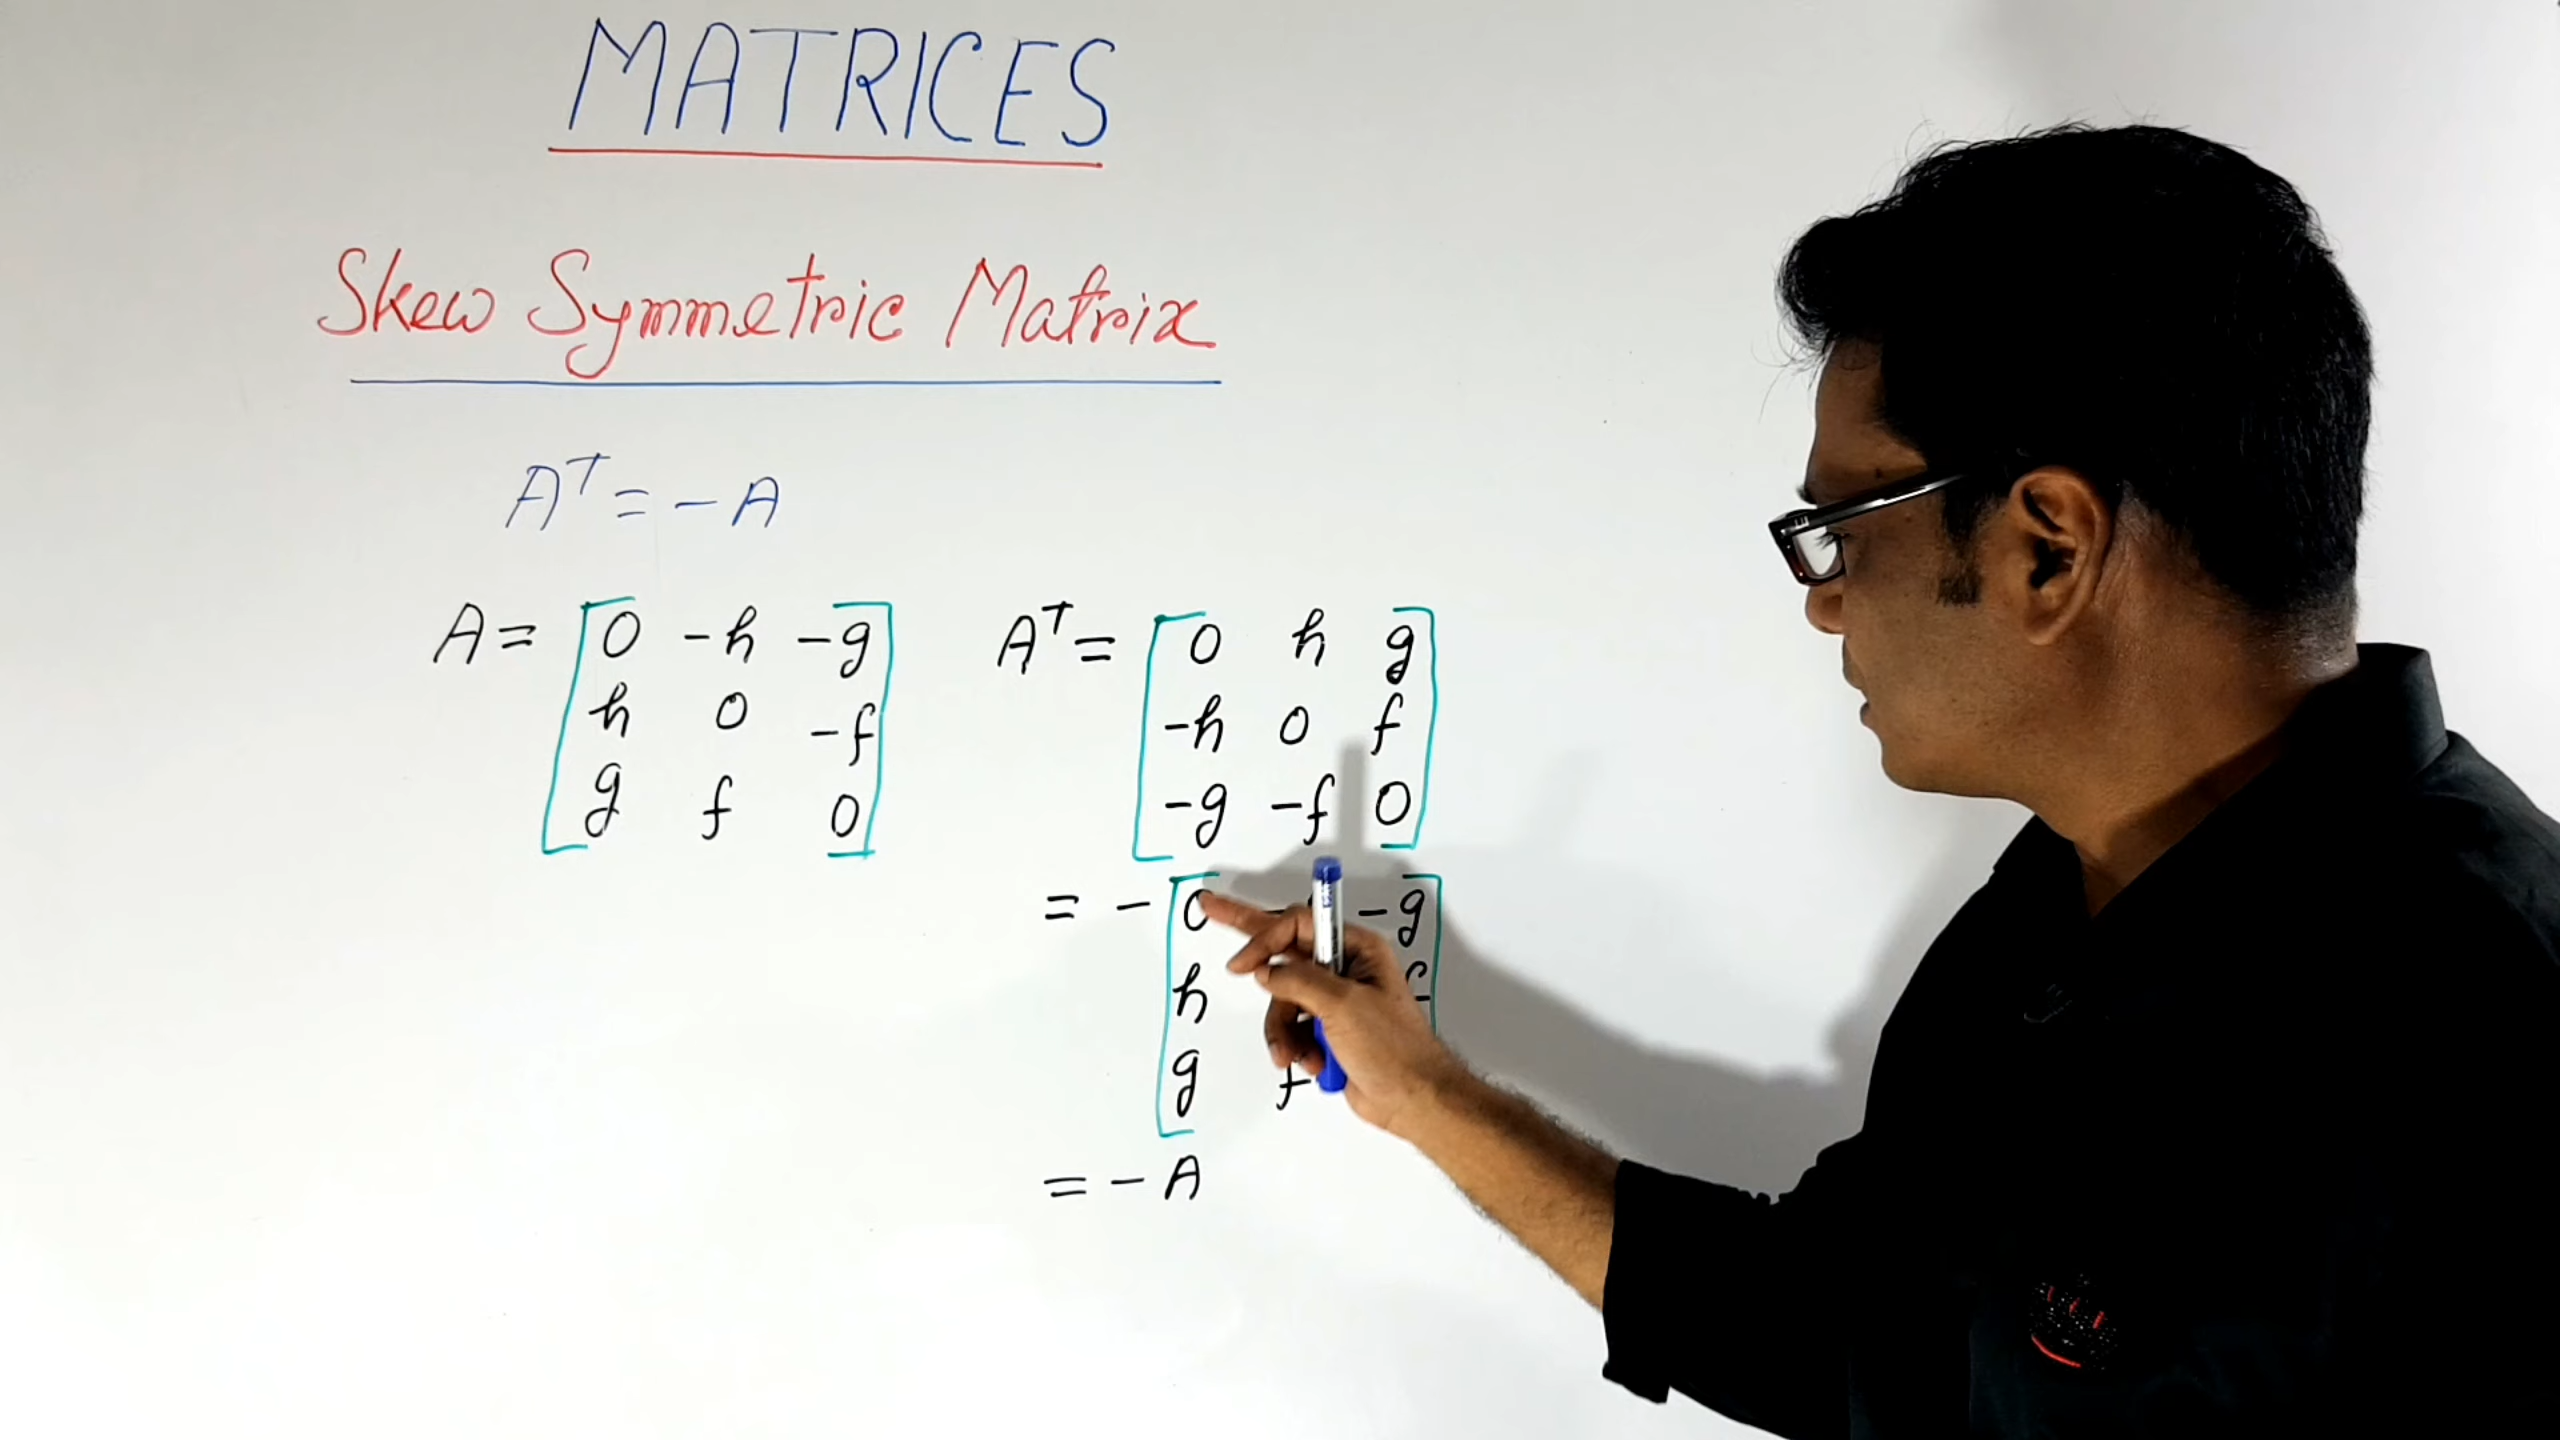 MATRICES
Skew Symmetric Matrix
Aᵀ = - A
A = [0 -h -g
h 0 -f
g f 0]
Aᵀ = [0 h g
-h 0 f
-g -f 0]
= - [0 - -g
h f
g f
= - A